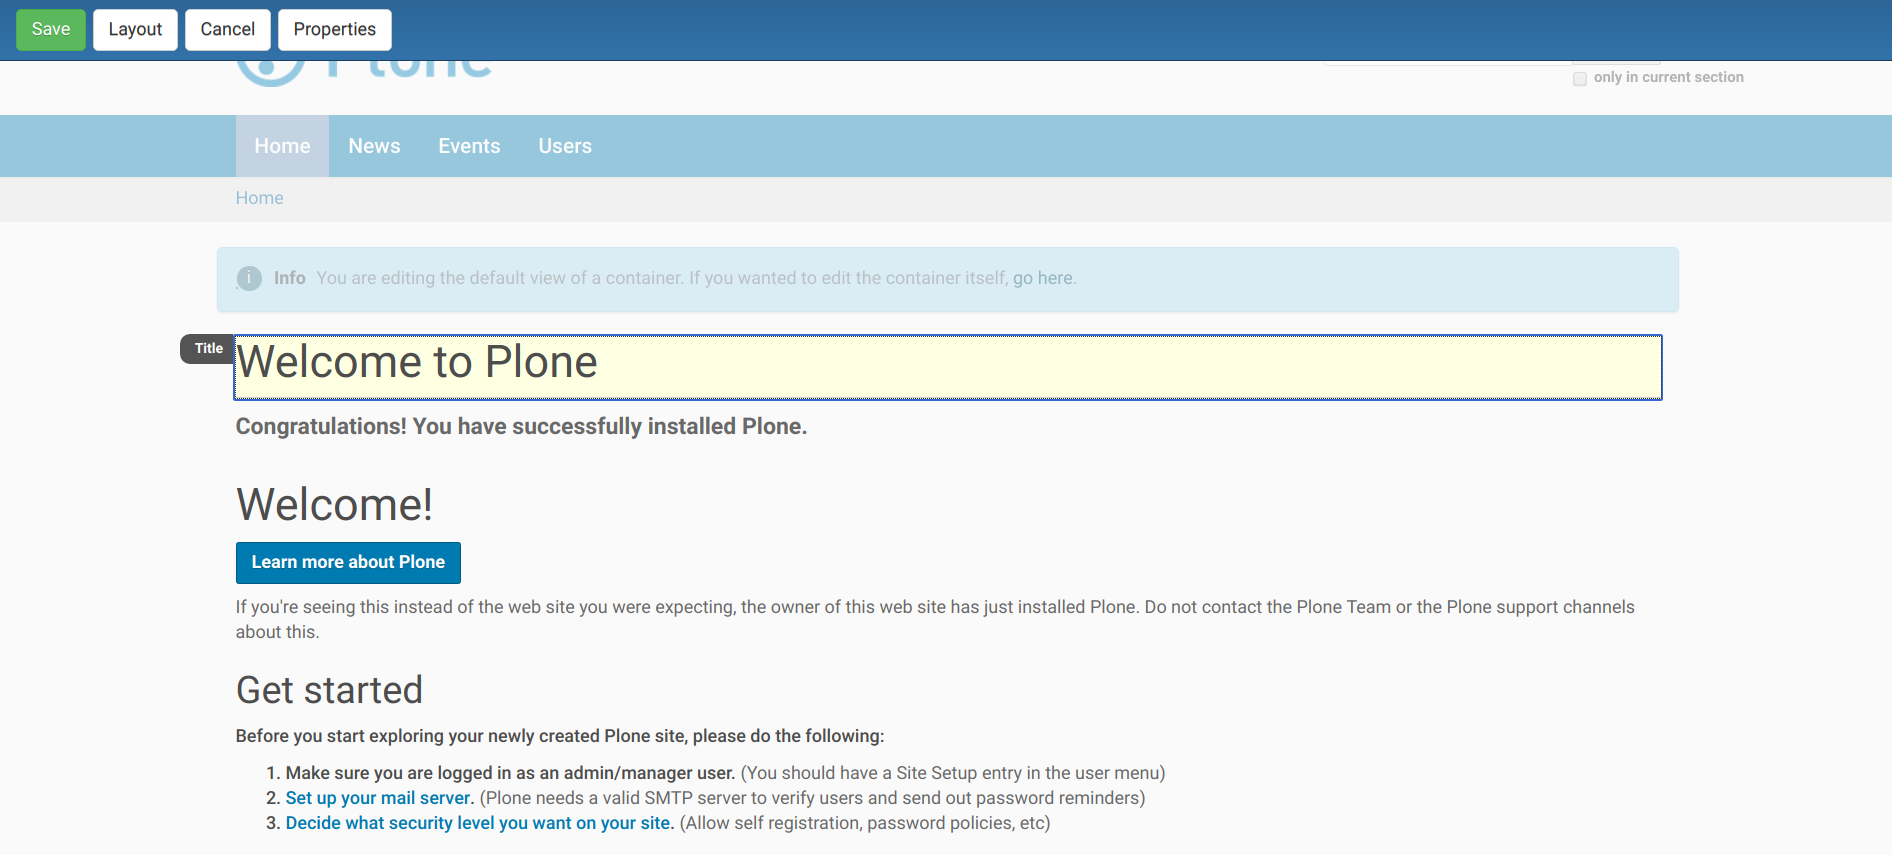 Save Layout Cancel Properties
Plone
only in current section
Home News Events Users
Home
Info You are editing the default view of a container. If you wanted to edit the container itself, go here.
Title
Welcome to Plone
Congratulations! You have successfully installed Plone.
Welcome!
Learn more about Plone
If you're seeing this instead of the web site you were expecting, the owner of this web site has just installed Plone. Do not contact the Plone Team or the Plone support channels
about this.
Get started
Before you start exploring your newly created Plone site, please do the following:
1. Make sure you are logged in as an admin/manager user. (You should have a Site Setup entry in the user menu)
2. Set up your mail server. (Plone needs a valid SMTP server to verify users and send out password reminders)
3. Decide what security level you want on your site. (Allow self registration, password policies, etc)